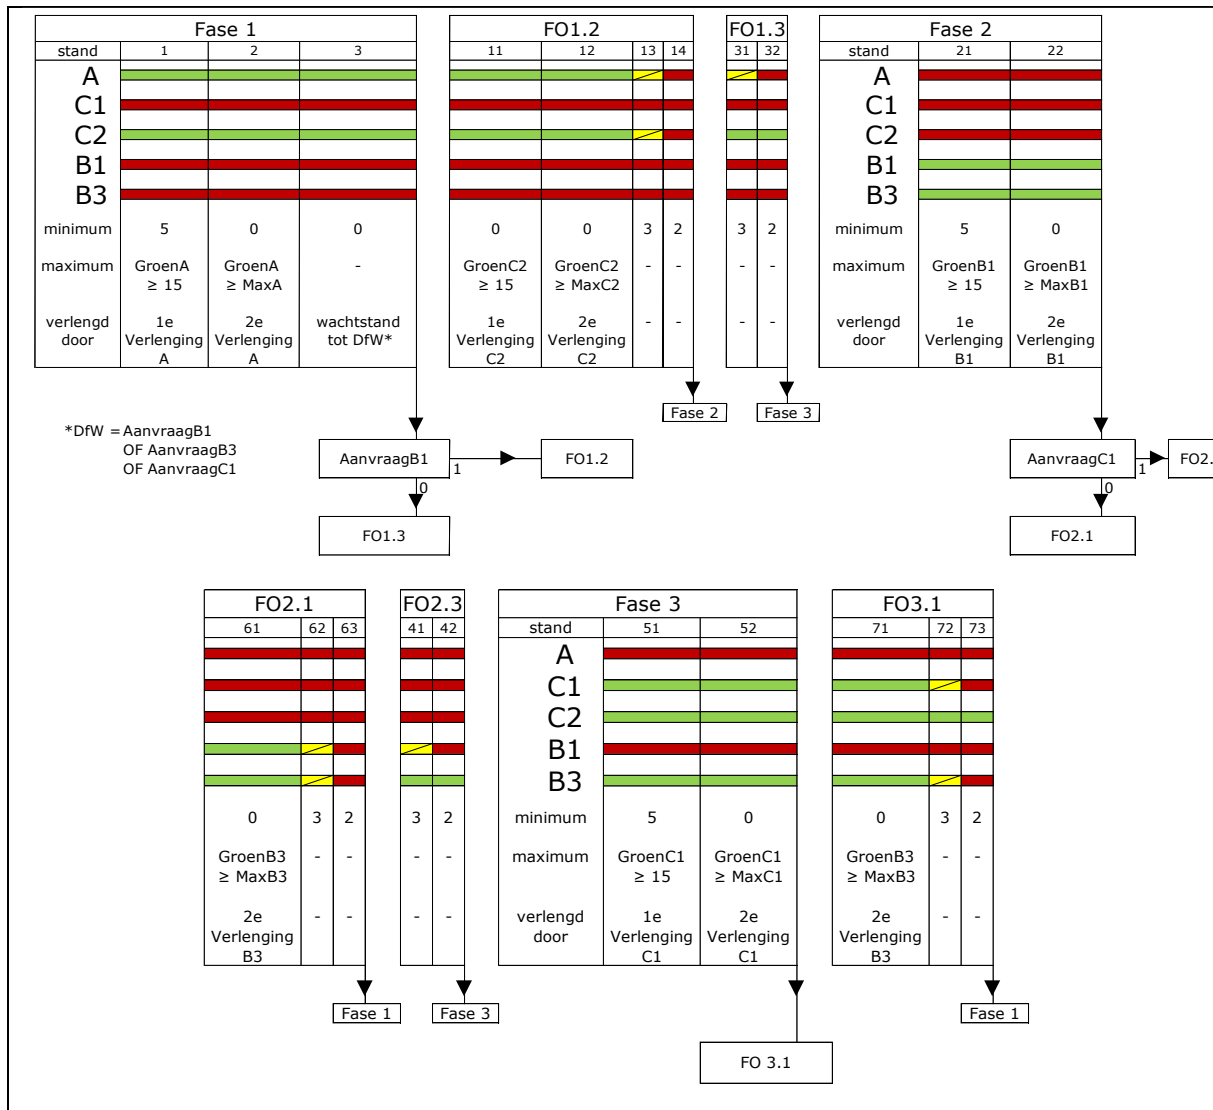 Fase 1
FO1.2
FO1.3
Fase 2
stand 1 2 3
11 12 13 14
31 32
stand 21 22
A
C1
C2
B1
B3
A
C1
C2
B1
B3
minimum 5 0 0
0 0 3 2
3 2
minimum 5 0
maximum GroenA ≥ 15
GroenA ≥ MaxA
-
GroenC2 ≥ 15
GroenC2 ≥ MaxC2
- -
- -
maximum GroenB1 ≥ 15
GroenB1 ≥ MaxB1
verlengd door
1e Verlenging A
2e Verlenging A
wachtstand tot DfW*
1e Verlenging C2
2e Verlenging C2
- -
- -
verlengd door
1e Verlenging B1
2e Verlenging B1
Fase 2
Fase 3
*DfW = AanvraagB1
OF AanvraagB3
OF AanvraagC1
AanvraagB1
1
FO1.2
0
FO1.3
AanvraagC1
1
FO2.
0
FO2.1
FO2.1
FO2.3
Fase 3
FO3.1
61 62 63
41 42
stand 51 52
71 72 73
A
C1
C2
B1
B3
0 3 2
3 2
minimum 5 0
0 3 2
GroenB3 ≥ MaxB3
- -
- -
maximum GroenC1 ≥ 15
GroenC1 ≥ MaxC1
GroenB3 ≥ MaxB3
- -
2e Verlenging B3
- -
- -
verlengd door
1e Verlenging C1
2e Verlenging C1
2e Verlenging B3
- -
Fase 1
Fase 3
Fase 1
FO 3.1